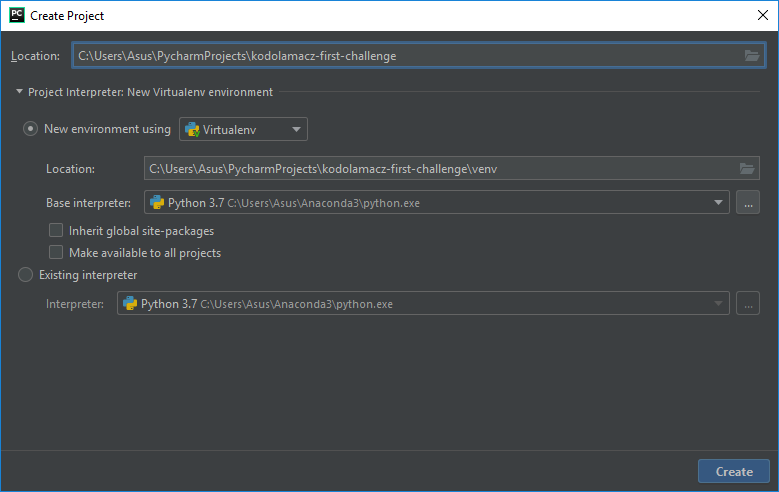 PC Create Project
Location: C:\Users\Asus\PycharmProjects\kodolamacz-first-challenge
Project Interpreter: New Virtualenv environment
New environment using Virtualenv
Location: C:\Users\Asus\PycharmProjects\kodolamacz-first-challenge\venv
Base interpreter: Python 3.7 C:\Users\Asus\Anaconda3\python.exe ...
Inherit global site-packages
Make available to all projects
Existing interpreter
Interpreter: Python 3.7 C:\Users\Asus\Anaconda3\python.exe ...
Create